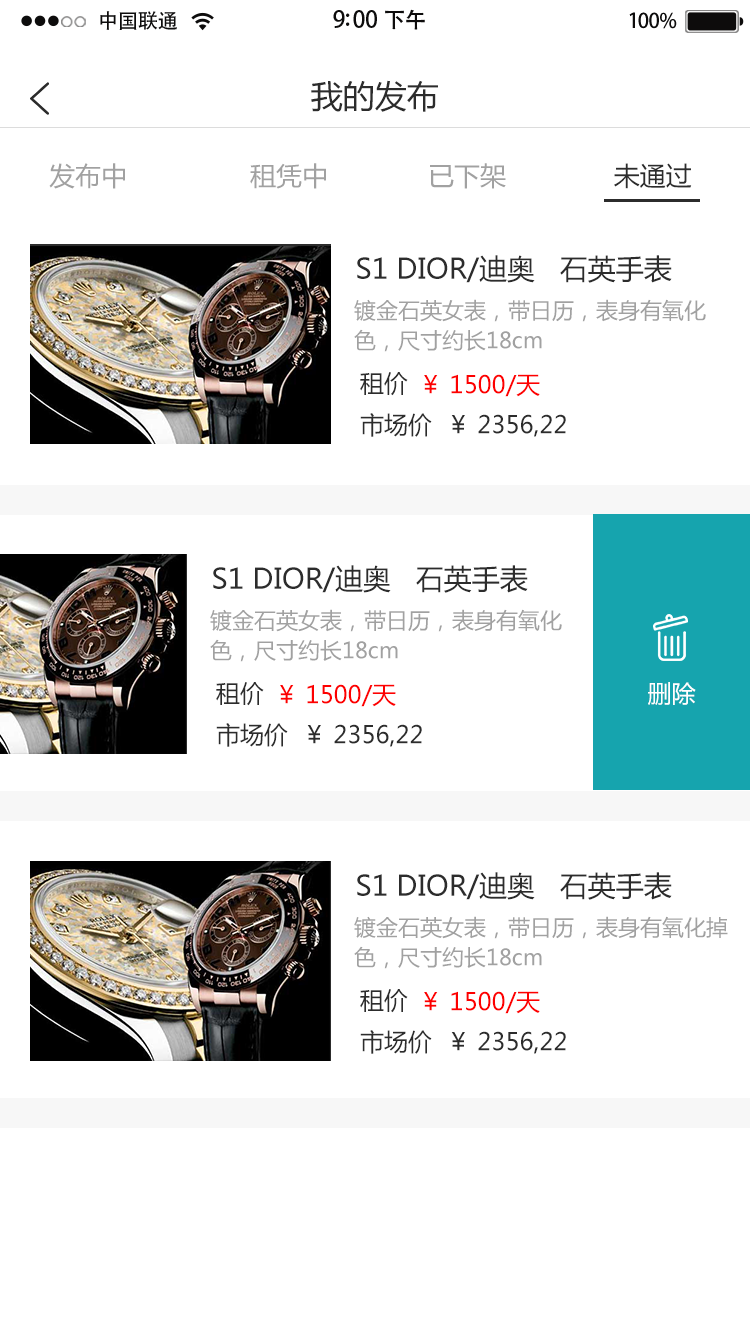 中国联通 9:00 下午 100%
我的发布
发布中 租凭中 已下架 未通过
S1 DIOR/迪奥 石英手表
镀金石英女表，带日历，表身有氧化
色，尺寸约长18cm
租价 ¥ 1500/天
市场价 ¥ 2356,22
S1 DIOR/迪奥 石英手表
镀金石英女表，带日历，表身有氧化
色，尺寸约长18cm
租价 ¥ 1500/天
市场价 ¥ 2356,22
删除
S1 DIOR/迪奥 石英手表
镀金石英女表，带日历，表身有氧化掉
色，尺寸约长18cm
租价 ¥ 1500/天
市场价 ¥ 2356,22